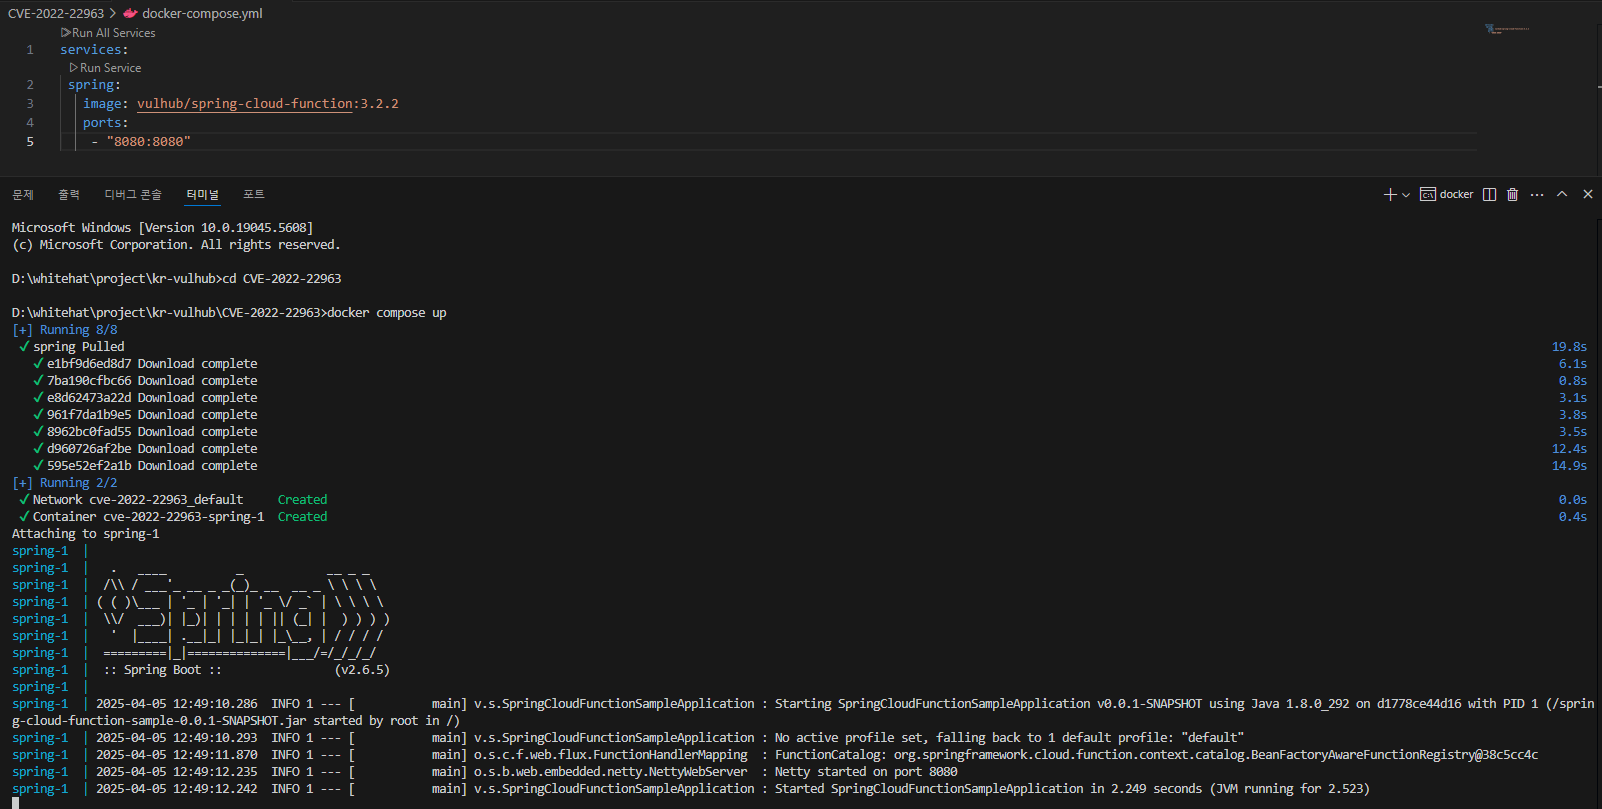 CVE-2022-22963 > docker-compose.yml
Run All Services
1 services:
Run Service
2 spring:
3 image: vulhub/spring-cloud-function:3.2.2
4 ports:
5 - "8080:8080"
문제 출력 디버그 콘솔 터미널 포트 docker
Microsoft Windows [Version 10.0.19045.5608]
(c) Microsoft Corporation. All rights reserved.
D:\whitehat\project\kr-vulhub>cd CVE-2022-22963
D:\whitehat\project\kr-vulhub\CVE-2022-22963>docker compose up
[+] Running 8/8
✓ spring Pulled 19.8s
✓ e1bf9d6ed8d7 Download complete 6.1s
✓ 7ba190cfbc66 Download complete 0.8s
✓ e8d62473a22d Download complete 3.1s
✓ 961f7da1b9e5 Download complete 3.8s
✓ 8962bc0fad55 Download complete 3.5s
✓ d960726af2be Download complete 12.4s
✓ 595e52ef2a1b Download complete 14.9s
[+] Running 2/2
✓ Network cve-2022-22963_default Created 0.0s
✓ Container cve-2022-22963-spring-1 Created 0.4s
Attaching to spring-1
spring-1 |
spring-1 |   .   ____          _            __ _ _
spring-1 |  /\\ / ___'_ __ _ _(_)_ __  __ _ \ \ \ \
spring-1 | ( ( )\___ | '_ | '_| | '_ \/ _` | \ \ \ \
spring-1 |  \\/  ___)| |_)| | | | | || (_| |  ) ) ) )
spring-1 |   '  |____| .__|_| |_|_| |_\__, | / / / /
spring-1 |  =========|_|==============|___/=/_/_/_/
spring-1 |  :: Spring Boot ::                (v2.6.5)
spring-1 |
spring-1 | 2025-04-05 12:49:10.286  INFO 1 --- [           main] v.s.SpringCloudFunctionSampleApplication : Starting SpringCloudFunctionSampleApplication v0.0.1-SNAPSHOT using Java 1.8.0_292 on d1778ce44d16 with PID 1 (/sprin
g-cloud-function-sample-0.0.1-SNAPSHOT.jar started by root in /)
spring-1 | 2025-04-05 12:49:10.293  INFO 1 --- [           main] v.s.SpringCloudFunctionSampleApplication : No active profile set, falling back to 1 default profile: "default"
spring-1 | 2025-04-05 12:49:11.870  INFO 1 --- [           main] o.s.c.f.web.flux.FunctionHandlerMapping  : FunctionCatalog: org.springframework.cloud.function.context.catalog.BeanFactoryAwareFunctionRegistry@38c5cc4c
spring-1 | 2025-04-05 12:49:12.235  INFO 1 --- [           main] o.s.b.web.embedded.netty.NettyWebServer  : Netty started on port 8080
spring-1 | 2025-04-05 12:49:12.242  INFO 1 --- [           main] v.s.SpringCloudFunctionSampleApplication : Started SpringCloudFunctionSampleApplication in 2.249 seconds (JVM running for 2.523)